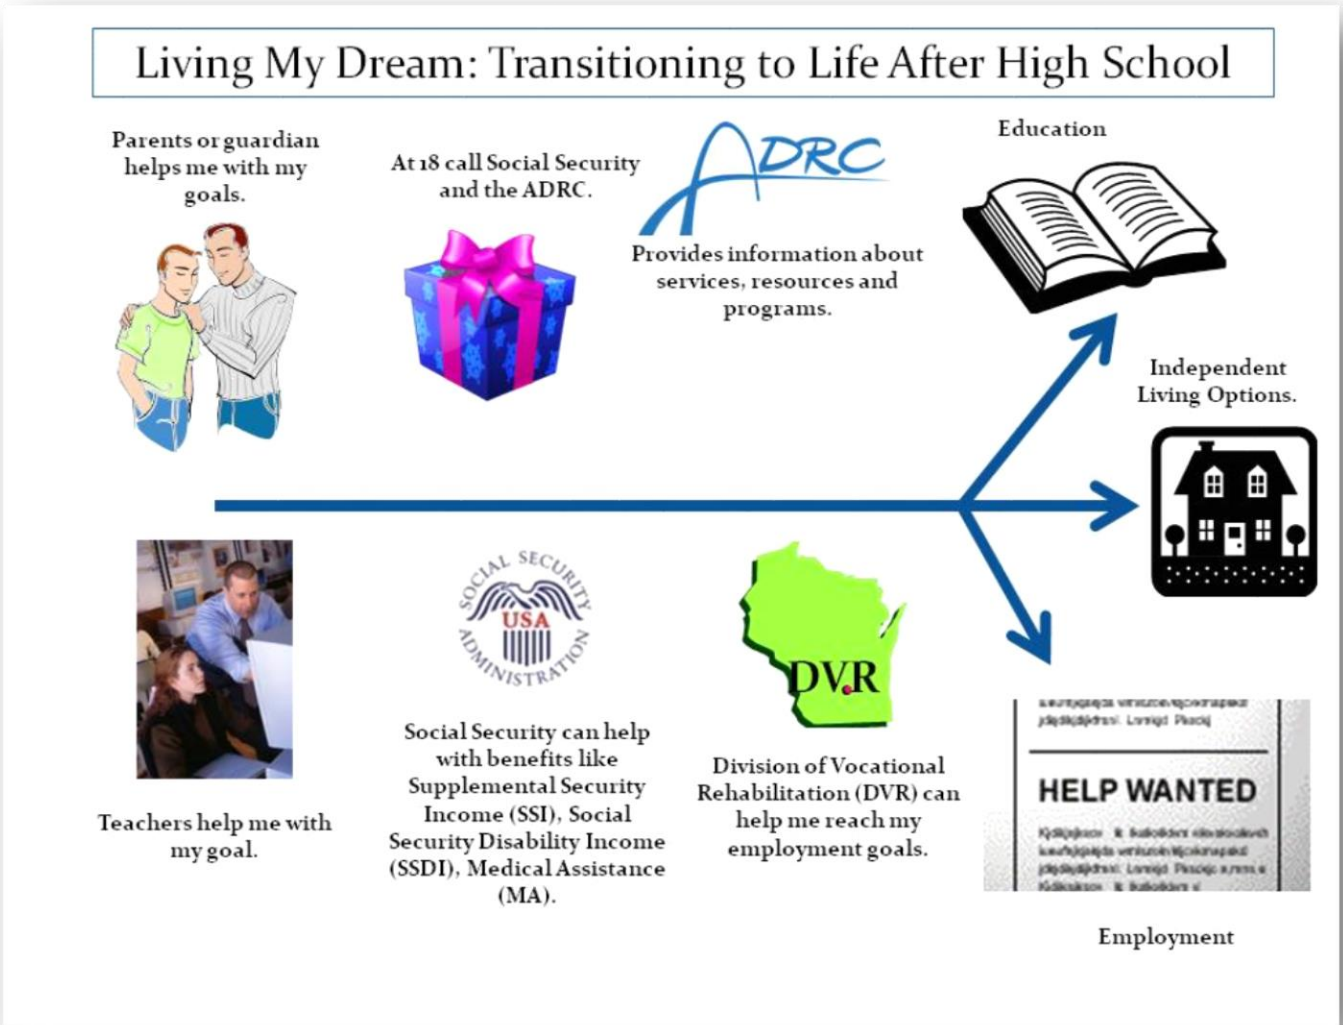 Living My Dream: Transitioning to Life After High School
Parents or guardian
helps me with my
goals.
At 18 call Social Security
and the ADRC.
ADRC
Provides information about
services, resources and
programs.
Education
Independent
Living Options.
Teachers help me with
my goal.
SOCIAL SECURITY
USA
ADMINISTRATION
Social Security can help
with benefits like
Supplemental Security
Income (SSI), Social
Security Disability Income
(SSDI), Medical Assistance
(MA).
DVR
Division of Vocational
Rehabilitation (DVR) can
help me reach my
employment goals.
HELP WANTED
Employment